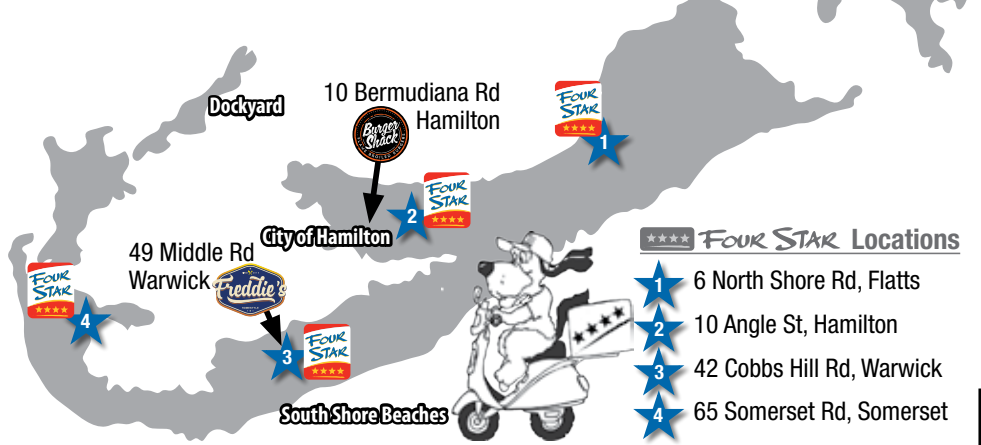 Dockyard
10 Bermudiana Rd
Hamilton
Burger
Shack
FOUR
STAR
1
FOUR
STAR
2
City of Hamilton
49 Middle Rd
Warwick
Freddie's
FOUR
STAR
4
3
FOUR
STAR
South Shore Beaches
FOUR STAR Locations
1 6 North Shore Rd, Flatts
2 10 Angle St, Hamilton
3 42 Cobbs Hill Rd, Warwick
4 65 Somerset Rd, Somerset